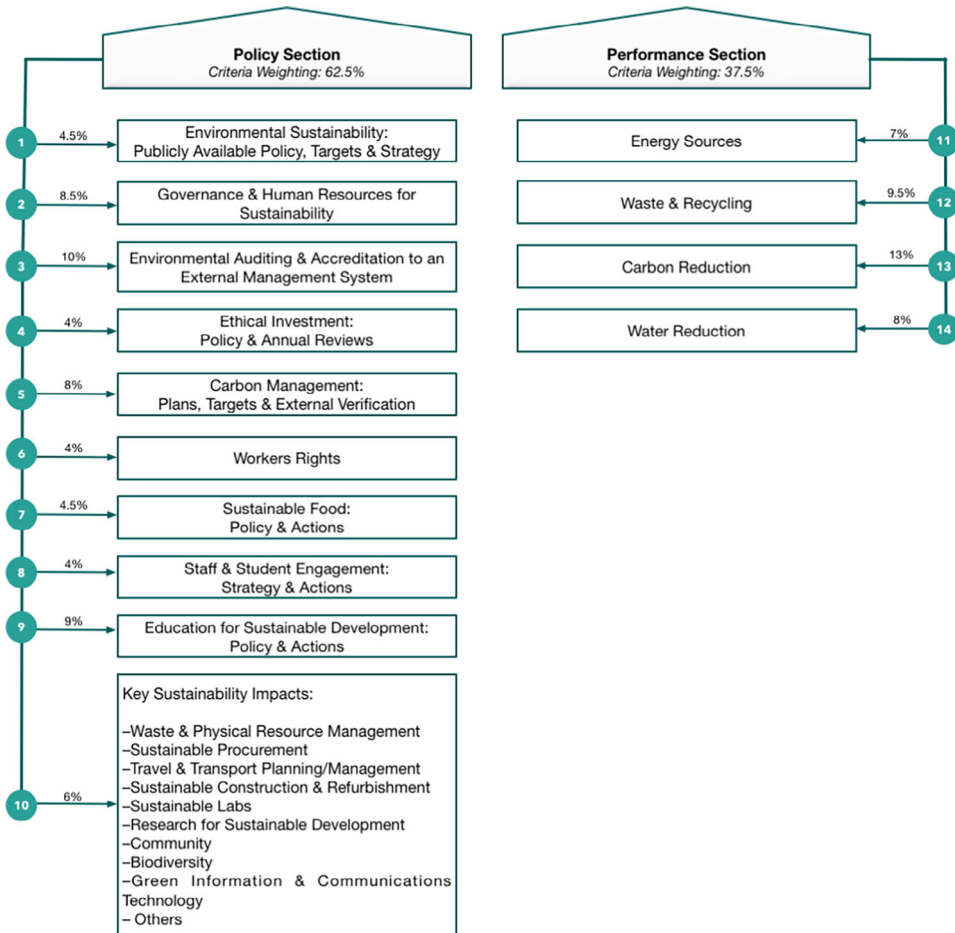 Policy Section
Criteria Weighting: 62.5%
1
4.5%
Environmental Sustainability:
Publicly Available Policy, Targets & Strategy
2
8.5%
Governance & Human Resources for
Sustainability
3
10%
Environmental Auditing & Accreditation to an
External Management System
4
4%
Ethical Investment:
Policy & Annual Reviews
5
8%
Carbon Management:
Plans, Targets & External Verification
6
4%
Workers Rights
7
4.5%
Sustainable Food:
Policy & Actions
8
4%
Staff & Student Engagement:
Strategy & Actions
9
9%
Education for Sustainable Development:
Policy & Actions
10
6%
Key Sustainability Impacts:
–Waste & Physical Resource Management
–Sustainable Procurement
–Travel & Transport Planning/Management
–Sustainable Construction & Refurbishment
–Sustainable Labs
–Research for Sustainable Development
–Community
–Biodiversity
–Green Information & Communications
Technology
– Others
Performance Section
Criteria Weighting: 37.5%
Energy Sources
7%
11
Waste & Recycling
9.5%
12
Carbon Reduction
13%
13
Water Reduction
8%
14